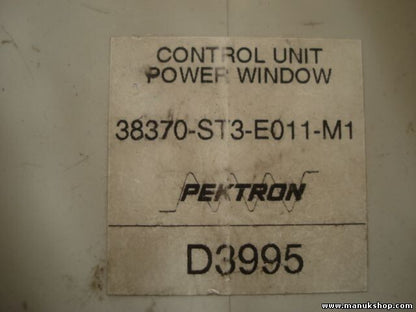 CONTROL UNIT
POWER WINDOW
38370-ST3-E011-M1
PEKTRON
D3995
www.manukshop.com